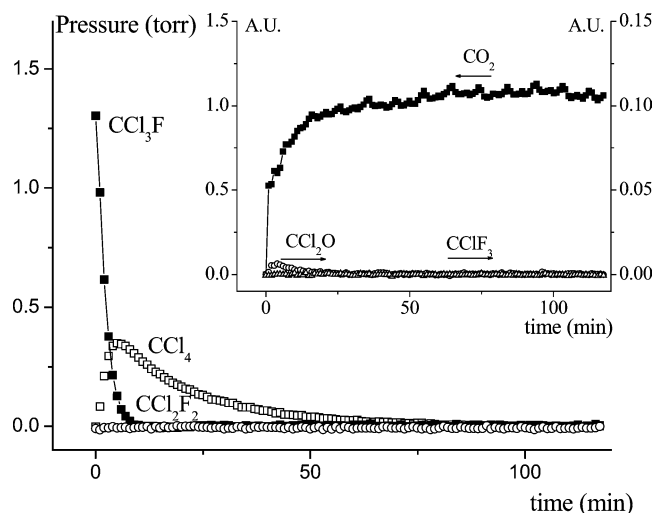 Pressure (torr)
A.U.
A.U.
1.5
1.0
0.5
0.0
0.15
0.10
0.05
0.00
CO2
CCl2O
CClF3
0
50
100
time (min)
1.5
1.0
0.5
0.0
CCl3F
CCl4
CCl2F2
0
50
100
time (min)